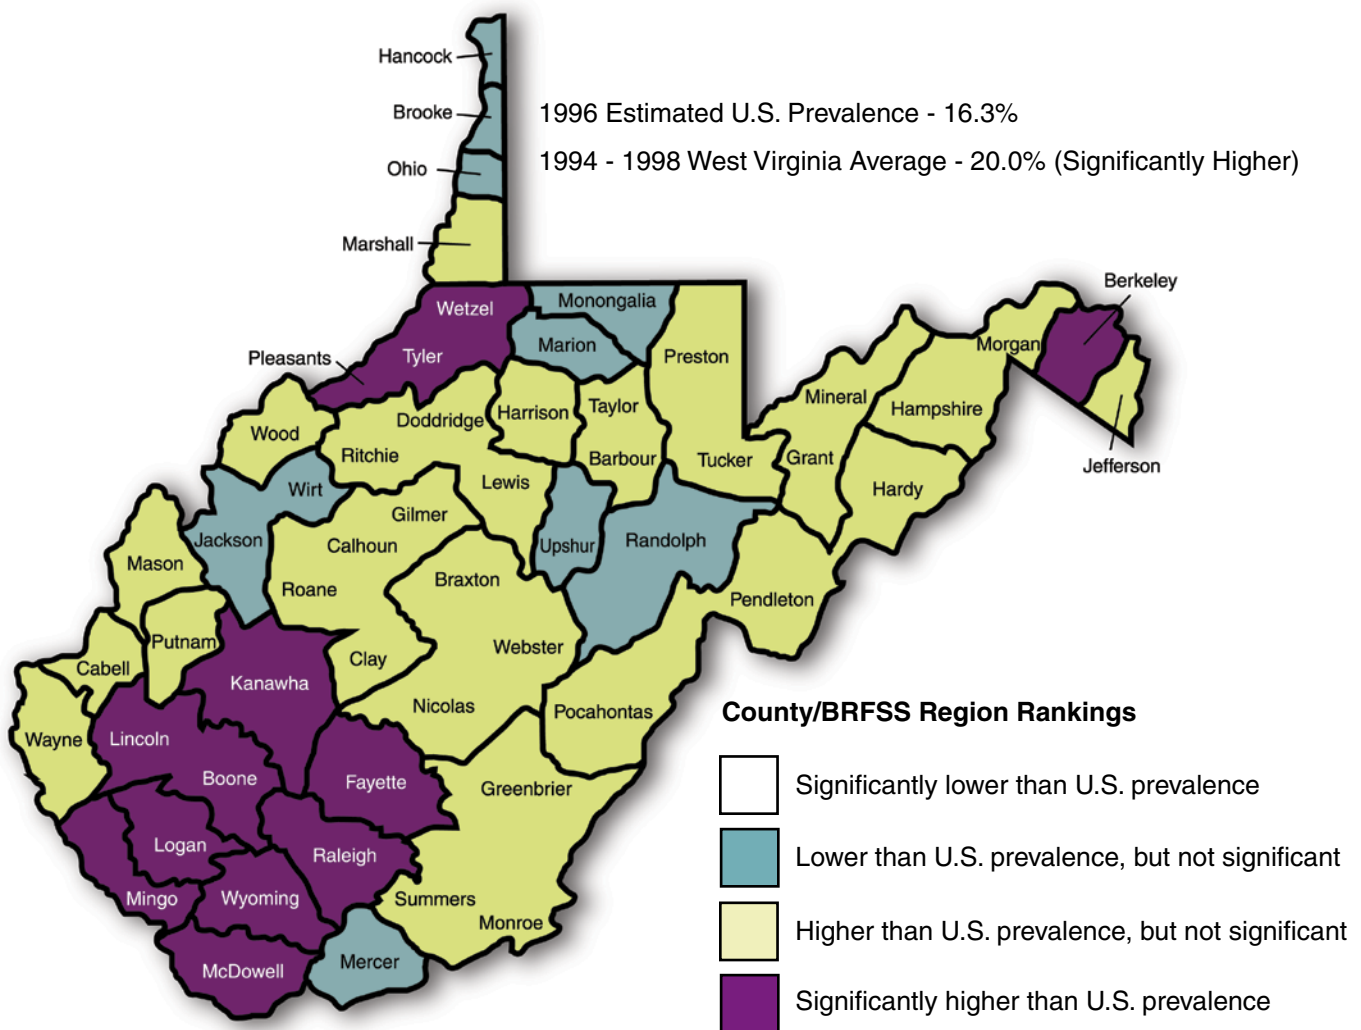 Hancock
Brooke
1996 Estimated U.S. Prevalence - 16.3%
1994 - 1998 West Virginia Average - 20.0% (Significantly Higher)
Ohio
Marshall
Berkeley
Wetzel
Monongalia
Marion
Morgan
Pleasants
Tyler
Preston
Mineral
Hampshire
Doddridge
Harrison
Taylor
Wood
Ritchie
Barbour
Tucker
Grant
Jefferson
Wirt
Lewis
Hardy
Gilmer
Jackson
Calhoun
Upshur
Randolph
Mason
Roane
Braxton
Pendleton
Putnam
Webster
Cabell
Clay
Kanawha
Nicolas
Pocahontas
County/BRFSS Region Rankings
Wayne
Lincoln
Boone
Fayette
Greenbrier
Significantly lower than U.S. prevalence
Logan
Raleigh
Lower than U.S. prevalence, but not significant
Mingo
Wyoming
Summers
Monroe
Higher than U.S. prevalence, but not significant
McDowell
Mercer
Significantly higher than U.S. prevalence